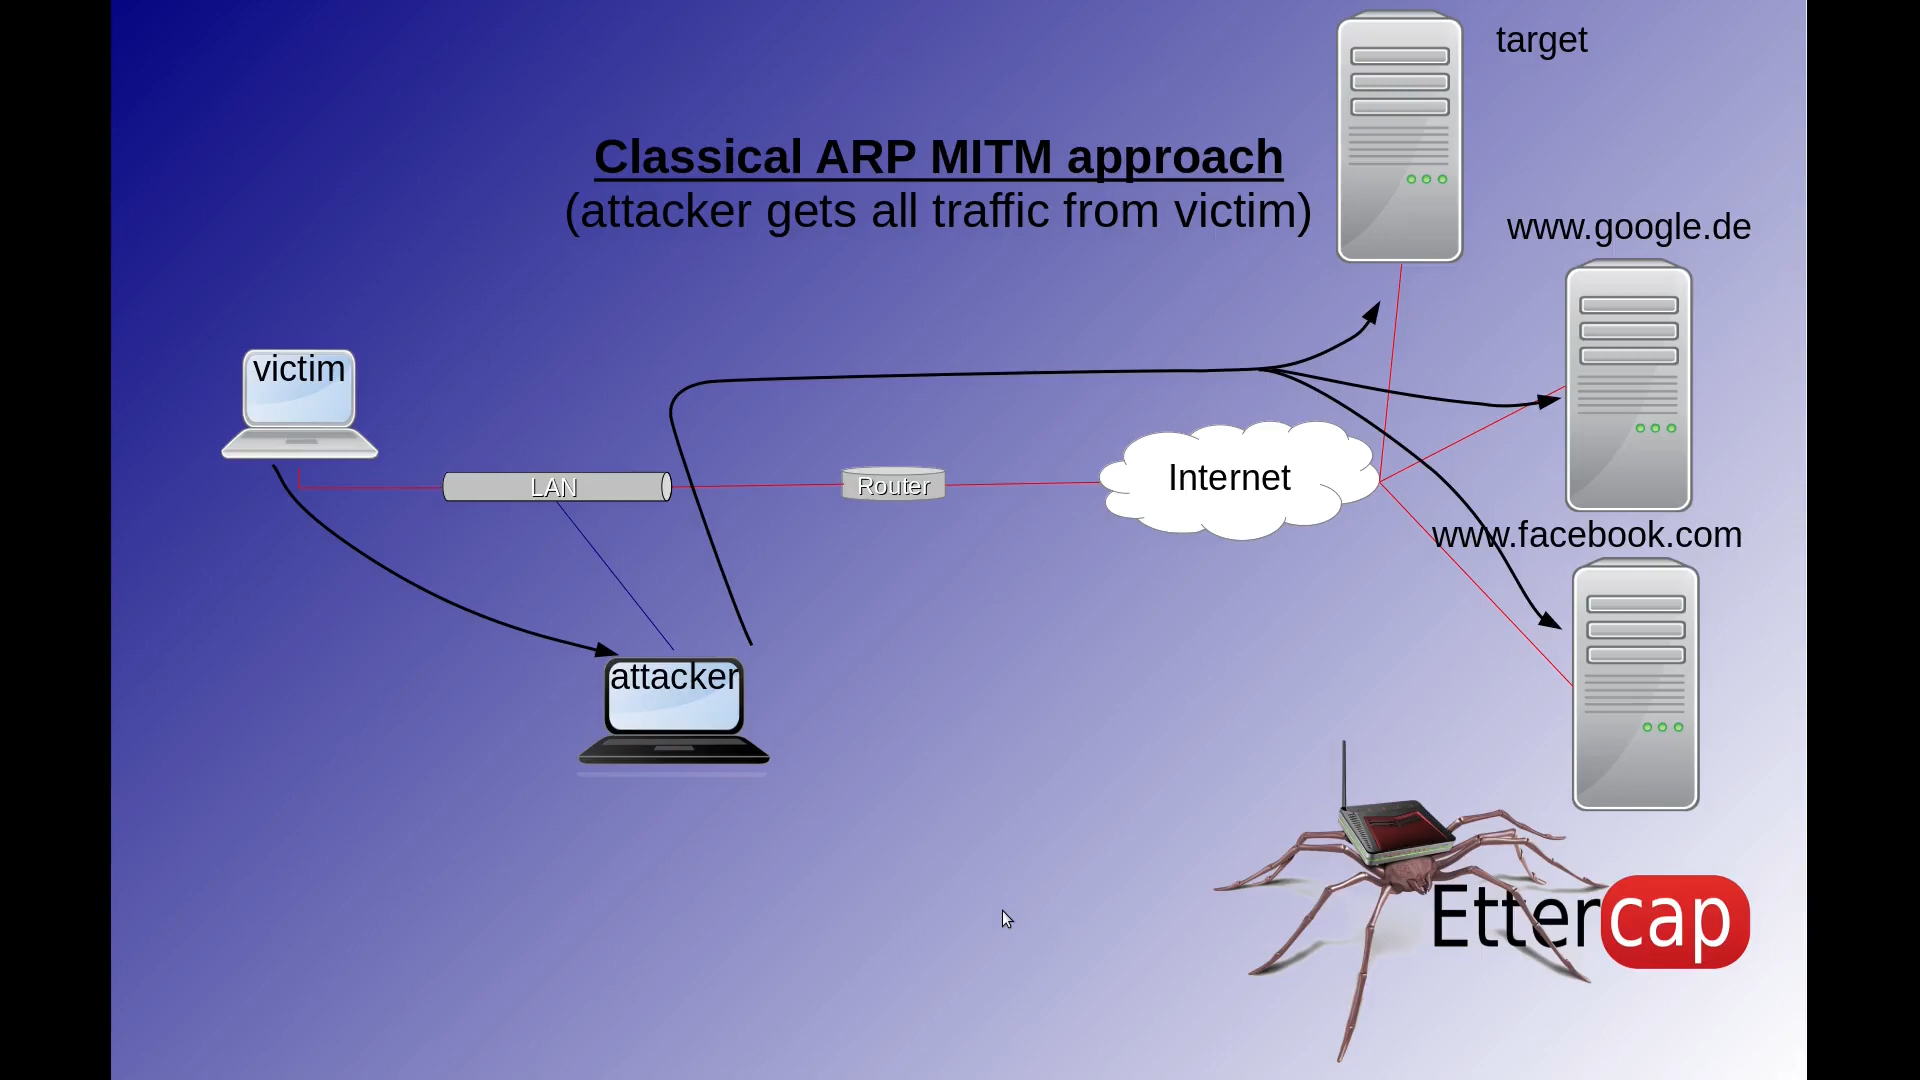 target
Classical ARP MITM approach
(attacker gets all traffic from victim)
www.google.de
victim
LAN
Router
Internet
www.facebook.com
attacker
Ettercap